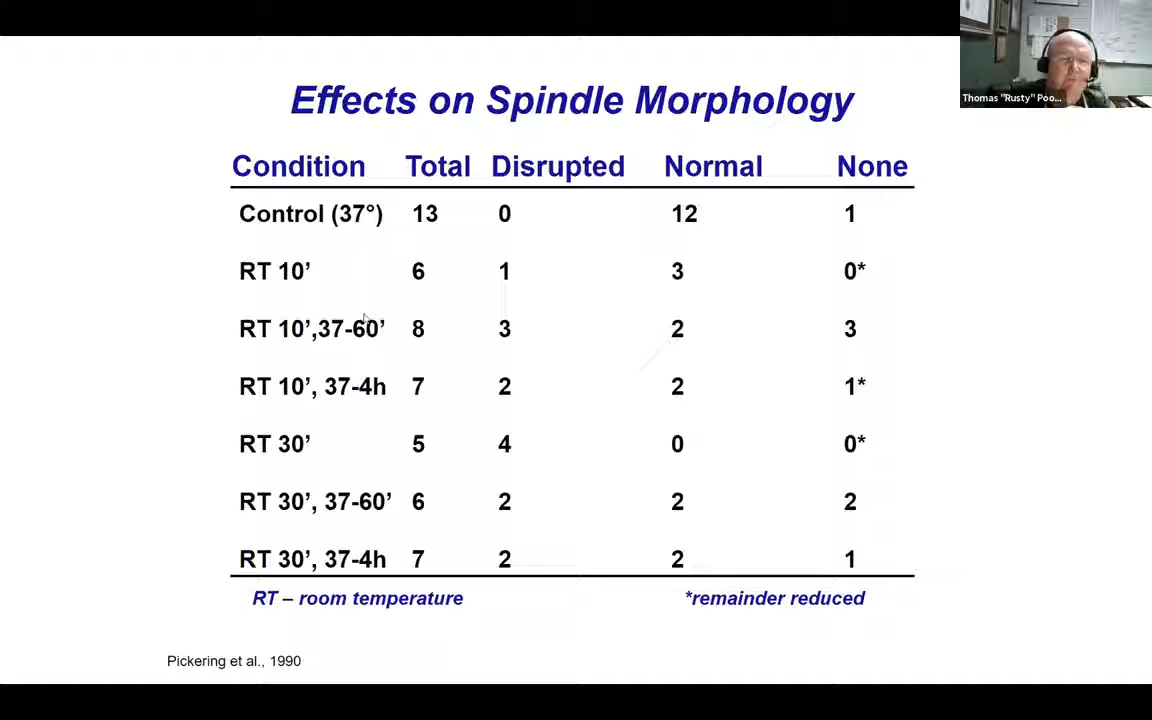 Thomas "Rusty" Poo...
Effects on Spindle Morphology
Condition Total Disrupted Normal None
Control (37°) 13 0 12 1
RT 10’ 6 1 3 0*
RT 10’,37-60’ 8 3 2 3
RT 10’, 37-4h 7 2 2 1*
RT 30’ 5 4 0 0*
RT 30’, 37-60’ 6 2 2 2
RT 30’, 37-4h 7 2 2 1
RT – room temperature *remainder reduced
Pickering et al., 1990